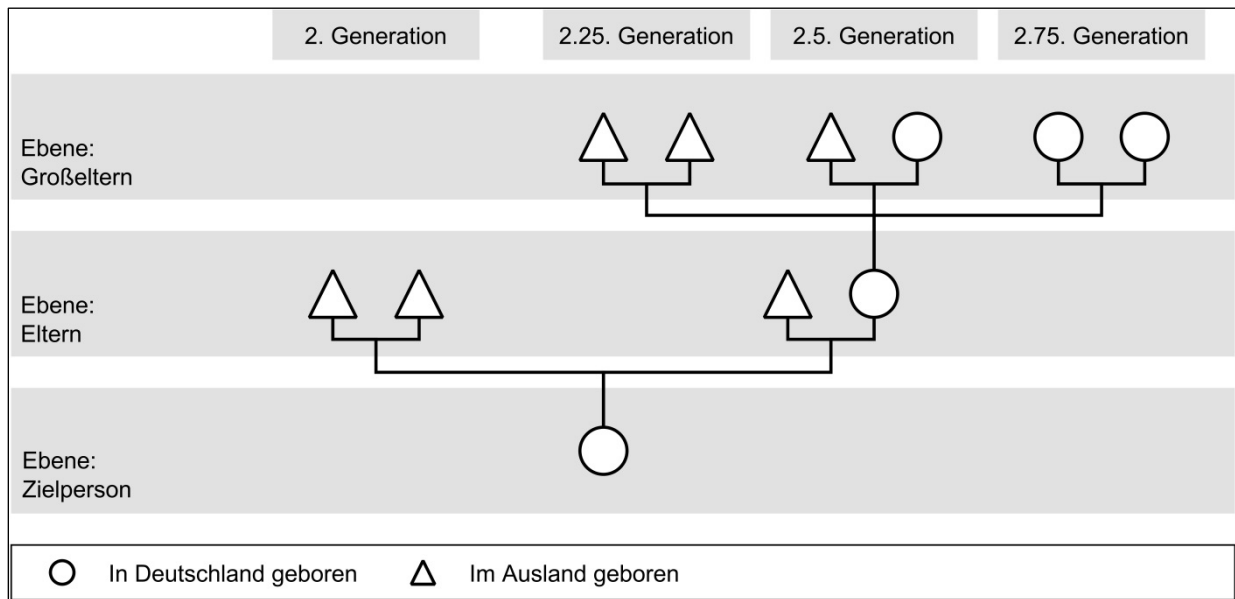 2. Generation
2.25. Generation
2.5. Generation
2.75. Generation
Ebene:
Großeltern
Ebene:
Eltern
Ebene:
Zielperson
In Deutschland geboren
Im Ausland geboren